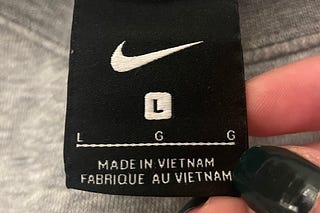 L
L G G
MADE IN VIETNAM
FABRIQUE AU VIETNAM